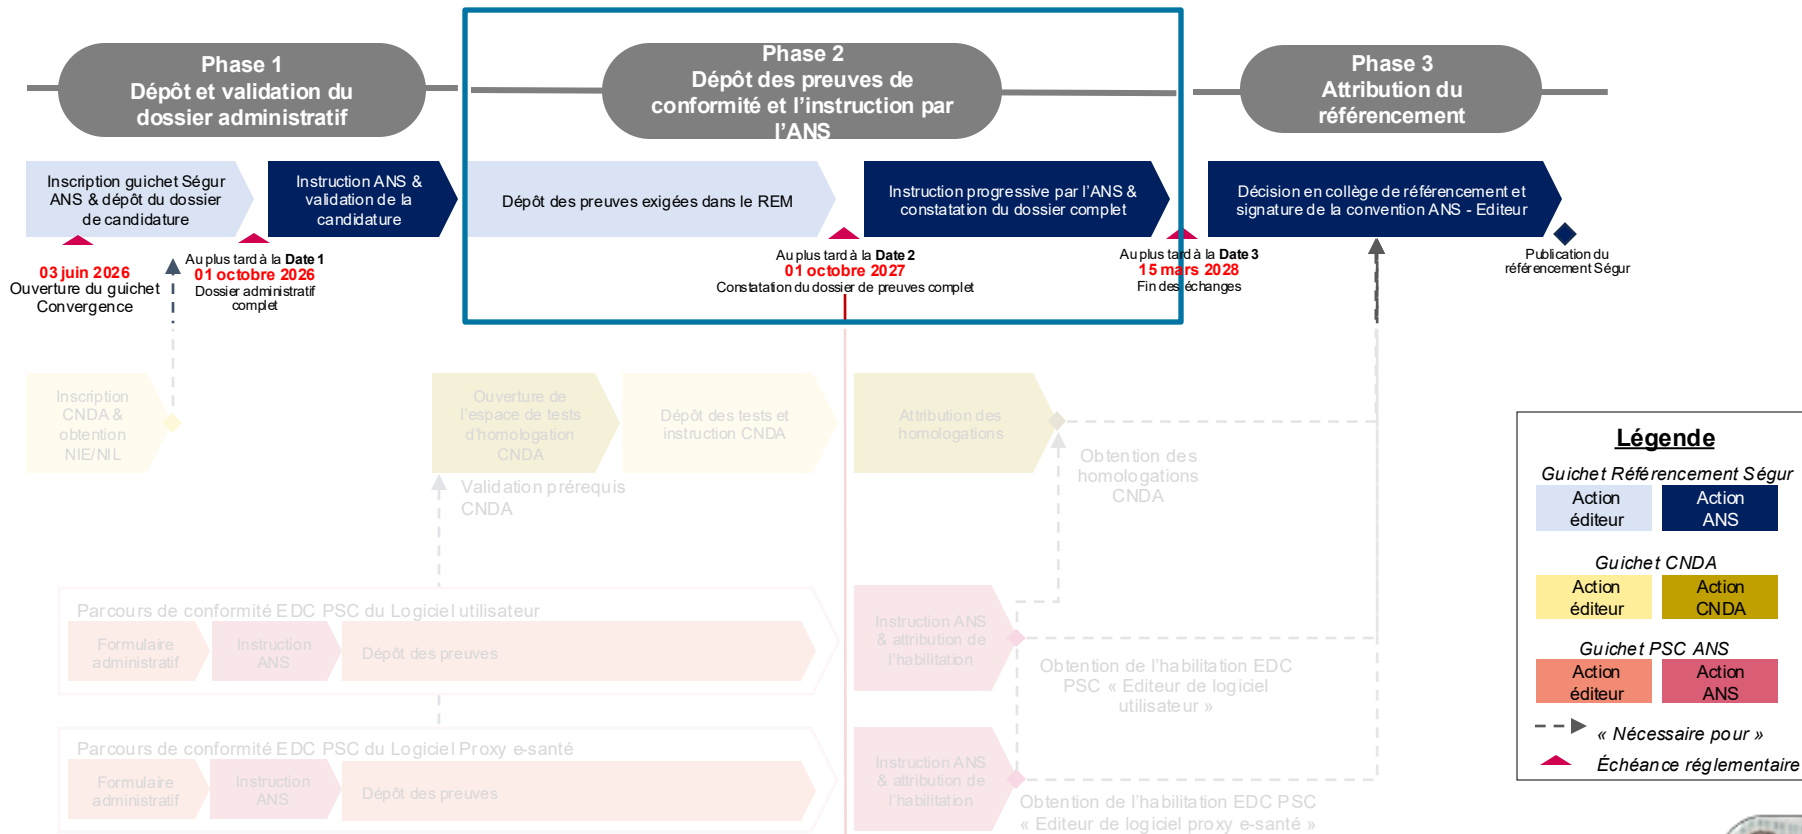 Phase 1
Dépôt et validation du
dossier administratif
Phase 2
Dépôt des preuves de
conformité et l'instruction par
l'ANS
Phase 3
Attribution du
référencement
Inscription guichet Ségur
ANS & dépôt du dossier
de candidature
Instruction ANS &
validation de la
candidature
Dépôt des preuves exigées dans le REM
Instruction progressive par l'ANS &
constatation du dossier complet
Décision en collège de référencement et
signature de la convention ANS - Editeur
03 juin 2026
Ouverture du guichet
Convergence
Au plus tard à la Date 1
01 octobre 2026
Dossier administratif
complet
Au plus tard à la Date 2
01 octobre 2027
Constatation du dossier de preuves complet
Au plus tard à la Date 3
15 mars 2028
Fin des échanges
Publication du
référencement Ségur
Inscription
CNDA &
obtention
NIE/NIL
Ouverture de
l'espace de tests
d'homologation
CNDA
Dépôt des tests et
instruction CNDA
Attribution des
homologations
Validation prérequis
CNDA
Obtention des
homologations
CNDA
Parcours de conformité EDC PSC du Logiciel utilisateur
Formulaire
administratif
Instruction
ANS
Dépôt des preuves
Instruction ANS
& attribution de
l'habilitation
Obtention de l'habilitation EDC
PSC « Editeur de logiciel
utilisateur »
Parcours de conformité EDC PSC du Logiciel Proxy e-santé
Formulaire
administratif
Instruction
ANS
Dépôt des preuves
Instruction ANS
& attribution de
l'habilitation
Obtention de l'habilitation EDC PSC
« Editeur de logiciel proxy e-santé »
Légende
Guichet Référencement Ségur
Action
éditeur
Action
ANS
Guichet CNDA
Action
éditeur
Action
CNDA
Guichet PSC ANS
Action
éditeur
Action
ANS
« Nécessaire pour »
Échéance réglementaire